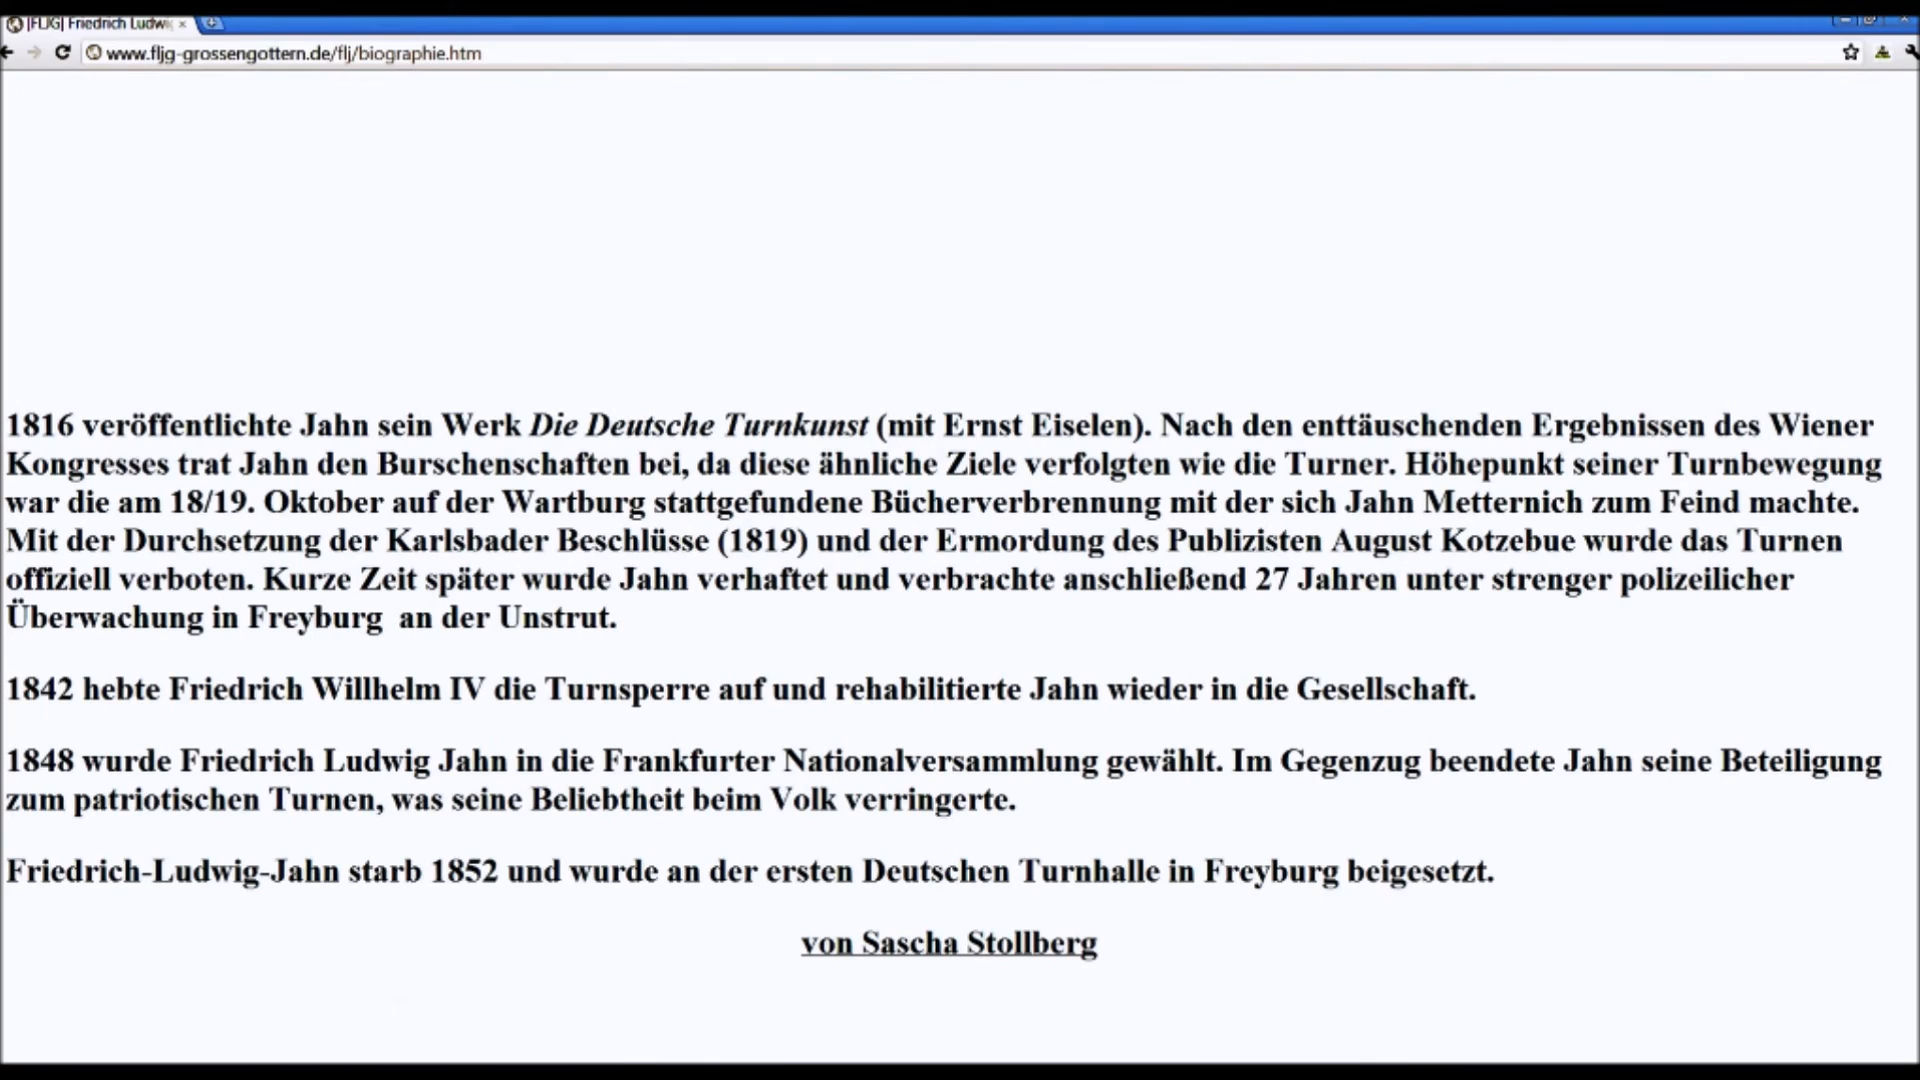 |FLJG| Friedrich Ludw
www.fljg-grossengottern.de/flj/biographie.htm
1816 veröffentlichte Jahn sein Werk Die Deutsche Turnkunst (mit Ernst Eiselen). Nach den enttäuschenden Ergebnissen des Wiener
Kongresses trat Jahn den Burschenschaften bei, da diese ähnliche Ziele verfolgten wie die Turner. Höhepunkt seiner Turnbewegung
war die am 18/19. Oktober auf der Wartburg stattgefundene Bücherverbrennung mit der sich Jahn Metternich zum Feind machte.
Mit der Durchsetzung der Karlsbader Beschlüsse (1819) und der Ermordung des Publizisten August Kotzebue wurde das Turnen
offiziell verboten. Kurze Zeit später wurde Jahn verhaftet und verbrachte anschließend 27 Jahren unter strenger polizeilicher
Überwachung in Freyburg an der Unstrut.
1842 hebte Friedrich Willhelm IV die Turnsperre auf und rehabilitierte Jahn wieder in die Gesellschaft.
1848 wurde Friedrich Ludwig Jahn in die Frankfurter Nationalversammlung gewählt. Im Gegenzug beendete Jahn seine Beteiligung
zum patriotischen Turnen, was seine Beliebtheit beim Volk verringerte.
Friedrich-Ludwig-Jahn starb 1852 und wurde an der ersten Deutschen Turnhalle in Freyburg beigesetzt.
von Sascha Stollberg